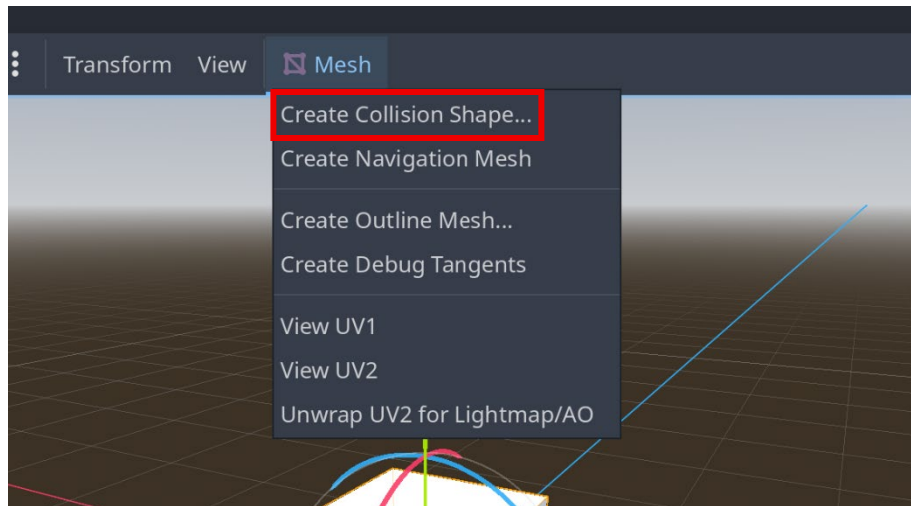 Transform View Mesh
Create Collision Shape...
Create Navigation Mesh
Create Outline Mesh...
Create Debug Tangents
View UV1
View UV2
Unwrap UV2 for Lightmap/AO